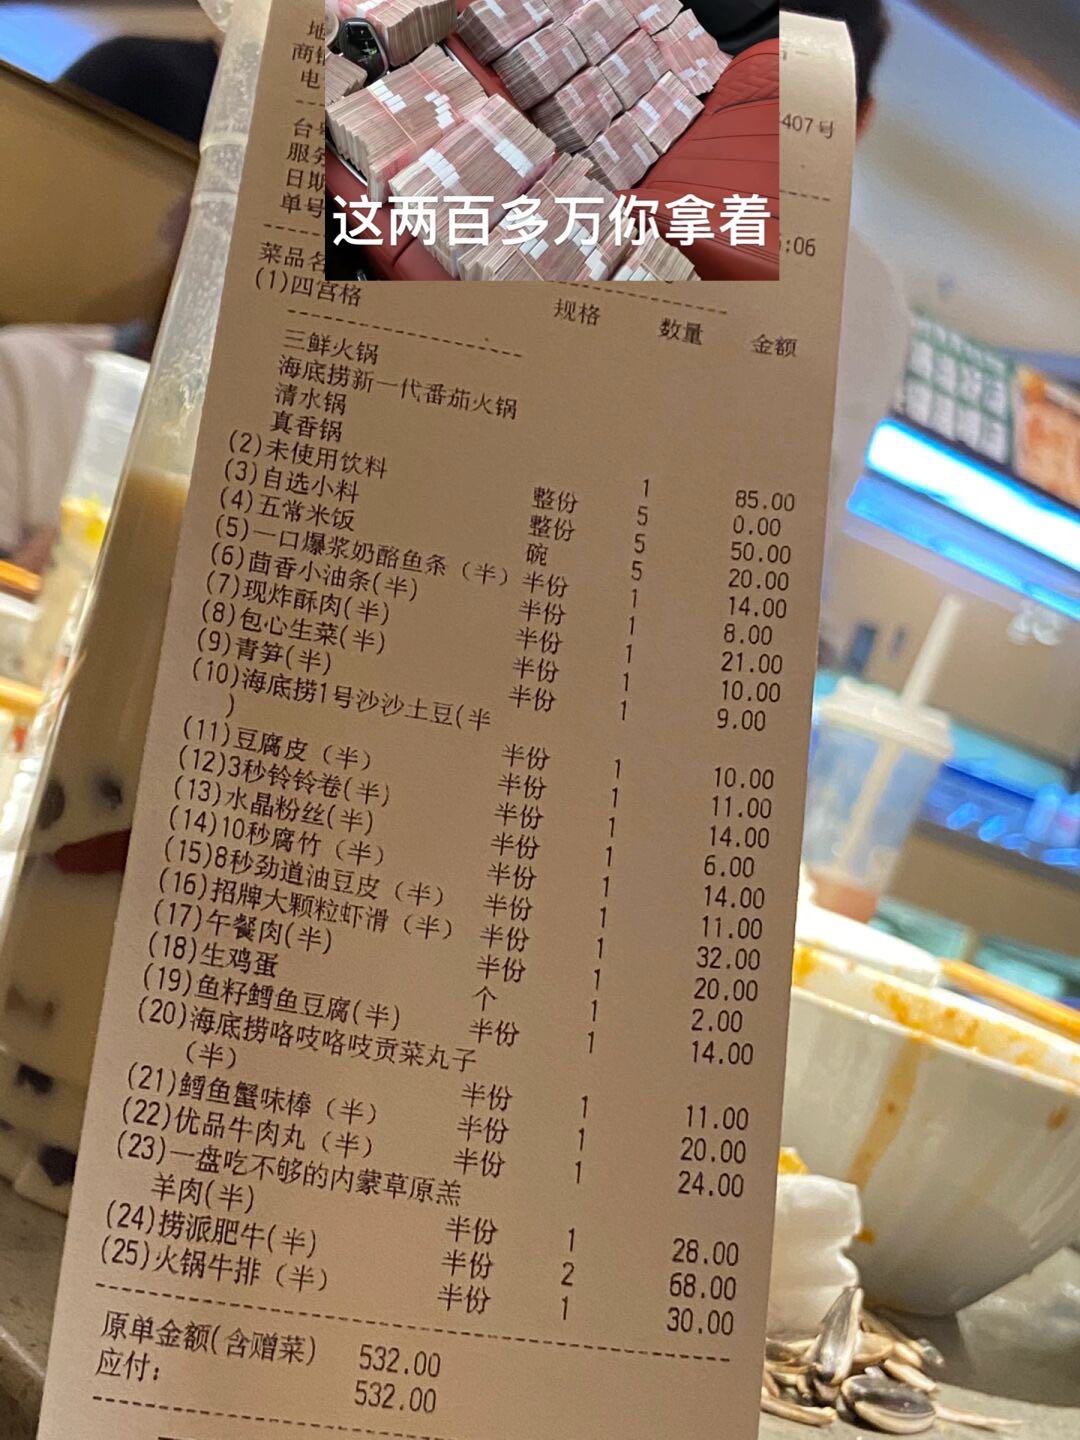 地
商铺
电
407号
台号
服务
日期
单号
:06
这两百多万你拿着
菜品名 规格 数量 金额
(1)四宫格
三鲜火锅
海底捞新一代番茄火锅
清水锅
真香锅 1 85.00
(2)未使用饮料 整份 5 0.00
(3)自选小料 整份 5 50.00
(4)五常米饭 碗 5 20.00
(5)一口爆浆奶酪鱼条（半） 半份 1 14.00
(6)茴香小油条(半) 半份 1 8.00
(7)现炸酥肉(半) 半份 1 21.00
(8)包心生菜(半) 半份 1 10.00
(9)青笋(半) 半份 1 9.00
(10)海底捞1号沙沙土豆(半
) 半份 1 10.00
(11)豆腐皮（半） 半份 1 11.00
(12)3秒铃铃卷(半) 半份 1 14.00
(13)水晶粉丝(半) 半份 1 6.00
(14)10秒腐竹（半） 半份 1 14.00
(15)8秒劲道油豆皮（半） 半份 1 11.00
(16)招牌大颗粒虾滑（半） 半份 1 32.00
(17)午餐肉(半) 半份 1 20.00
(18)生鸡蛋 个 1 2.00
(19)鱼籽鳕鱼豆腐(半) 半份 1 14.00
(20)海底捞咯吱咯吱贡菜丸子
（半） 半份 1 11.00
(21)鳕鱼蟹味棒（半） 半份 1 20.00
(22)优品牛肉丸（半） 半份 1 24.00
(23)一盘吃不够的内蒙草原羔
羊肉(半) 半份 1 28.00
(24)捞派肥牛(半) 半份 2 68.00
(25)火锅牛排（半） 半份 1 30.00
原单金额(含赠菜) 532.00
应付: 532.00